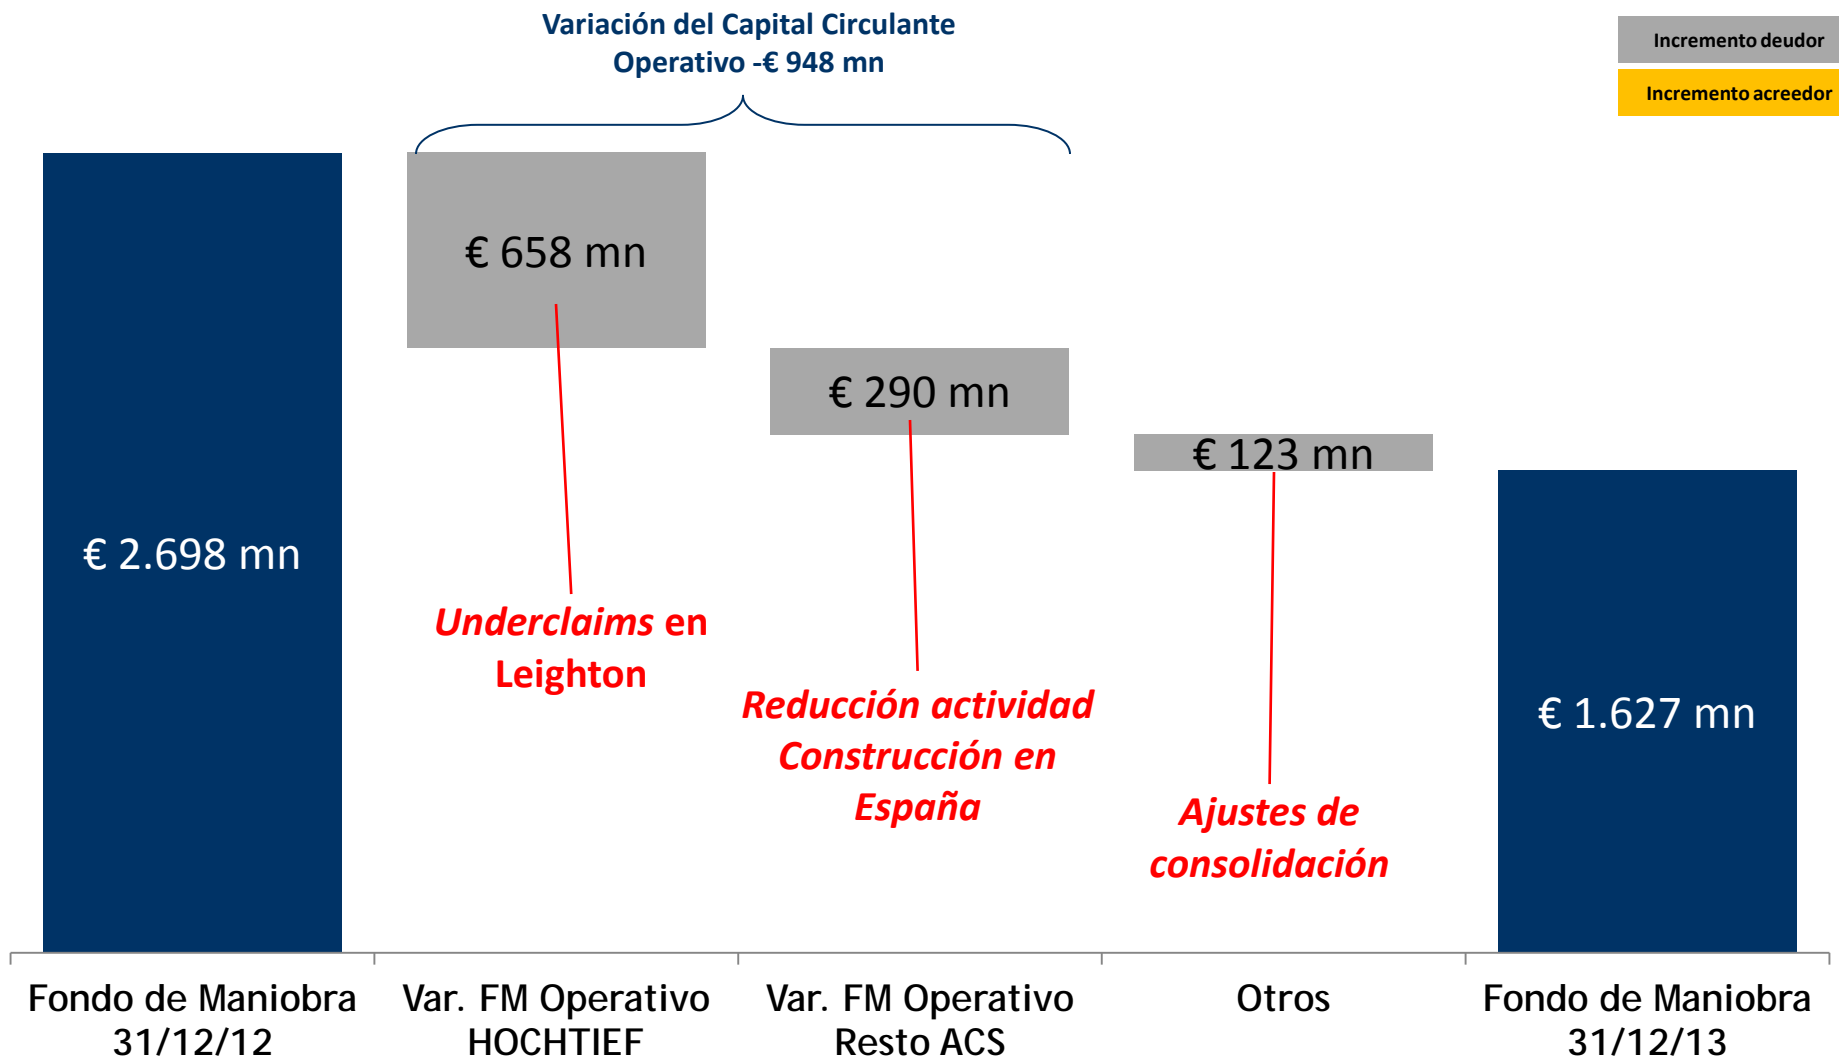 Variación del Capital Circulante
Operativo -€ 948 mn
Incremento deudor
Incremento acreedor
€ 2.698 mn
€ 658 mn
€ 290 mn
€ 123 mn
€ 1.627 mn
Underclaims en
Leighton
Reducción actividad
Construcción en
España
Ajustes de
consolidación
Fondo de Maniobra
31/12/12
Var. FM Operativo
HOCHTIEF
Var. FM Operativo
Resto ACS
Otros
Fondo de Maniobra
31/12/13